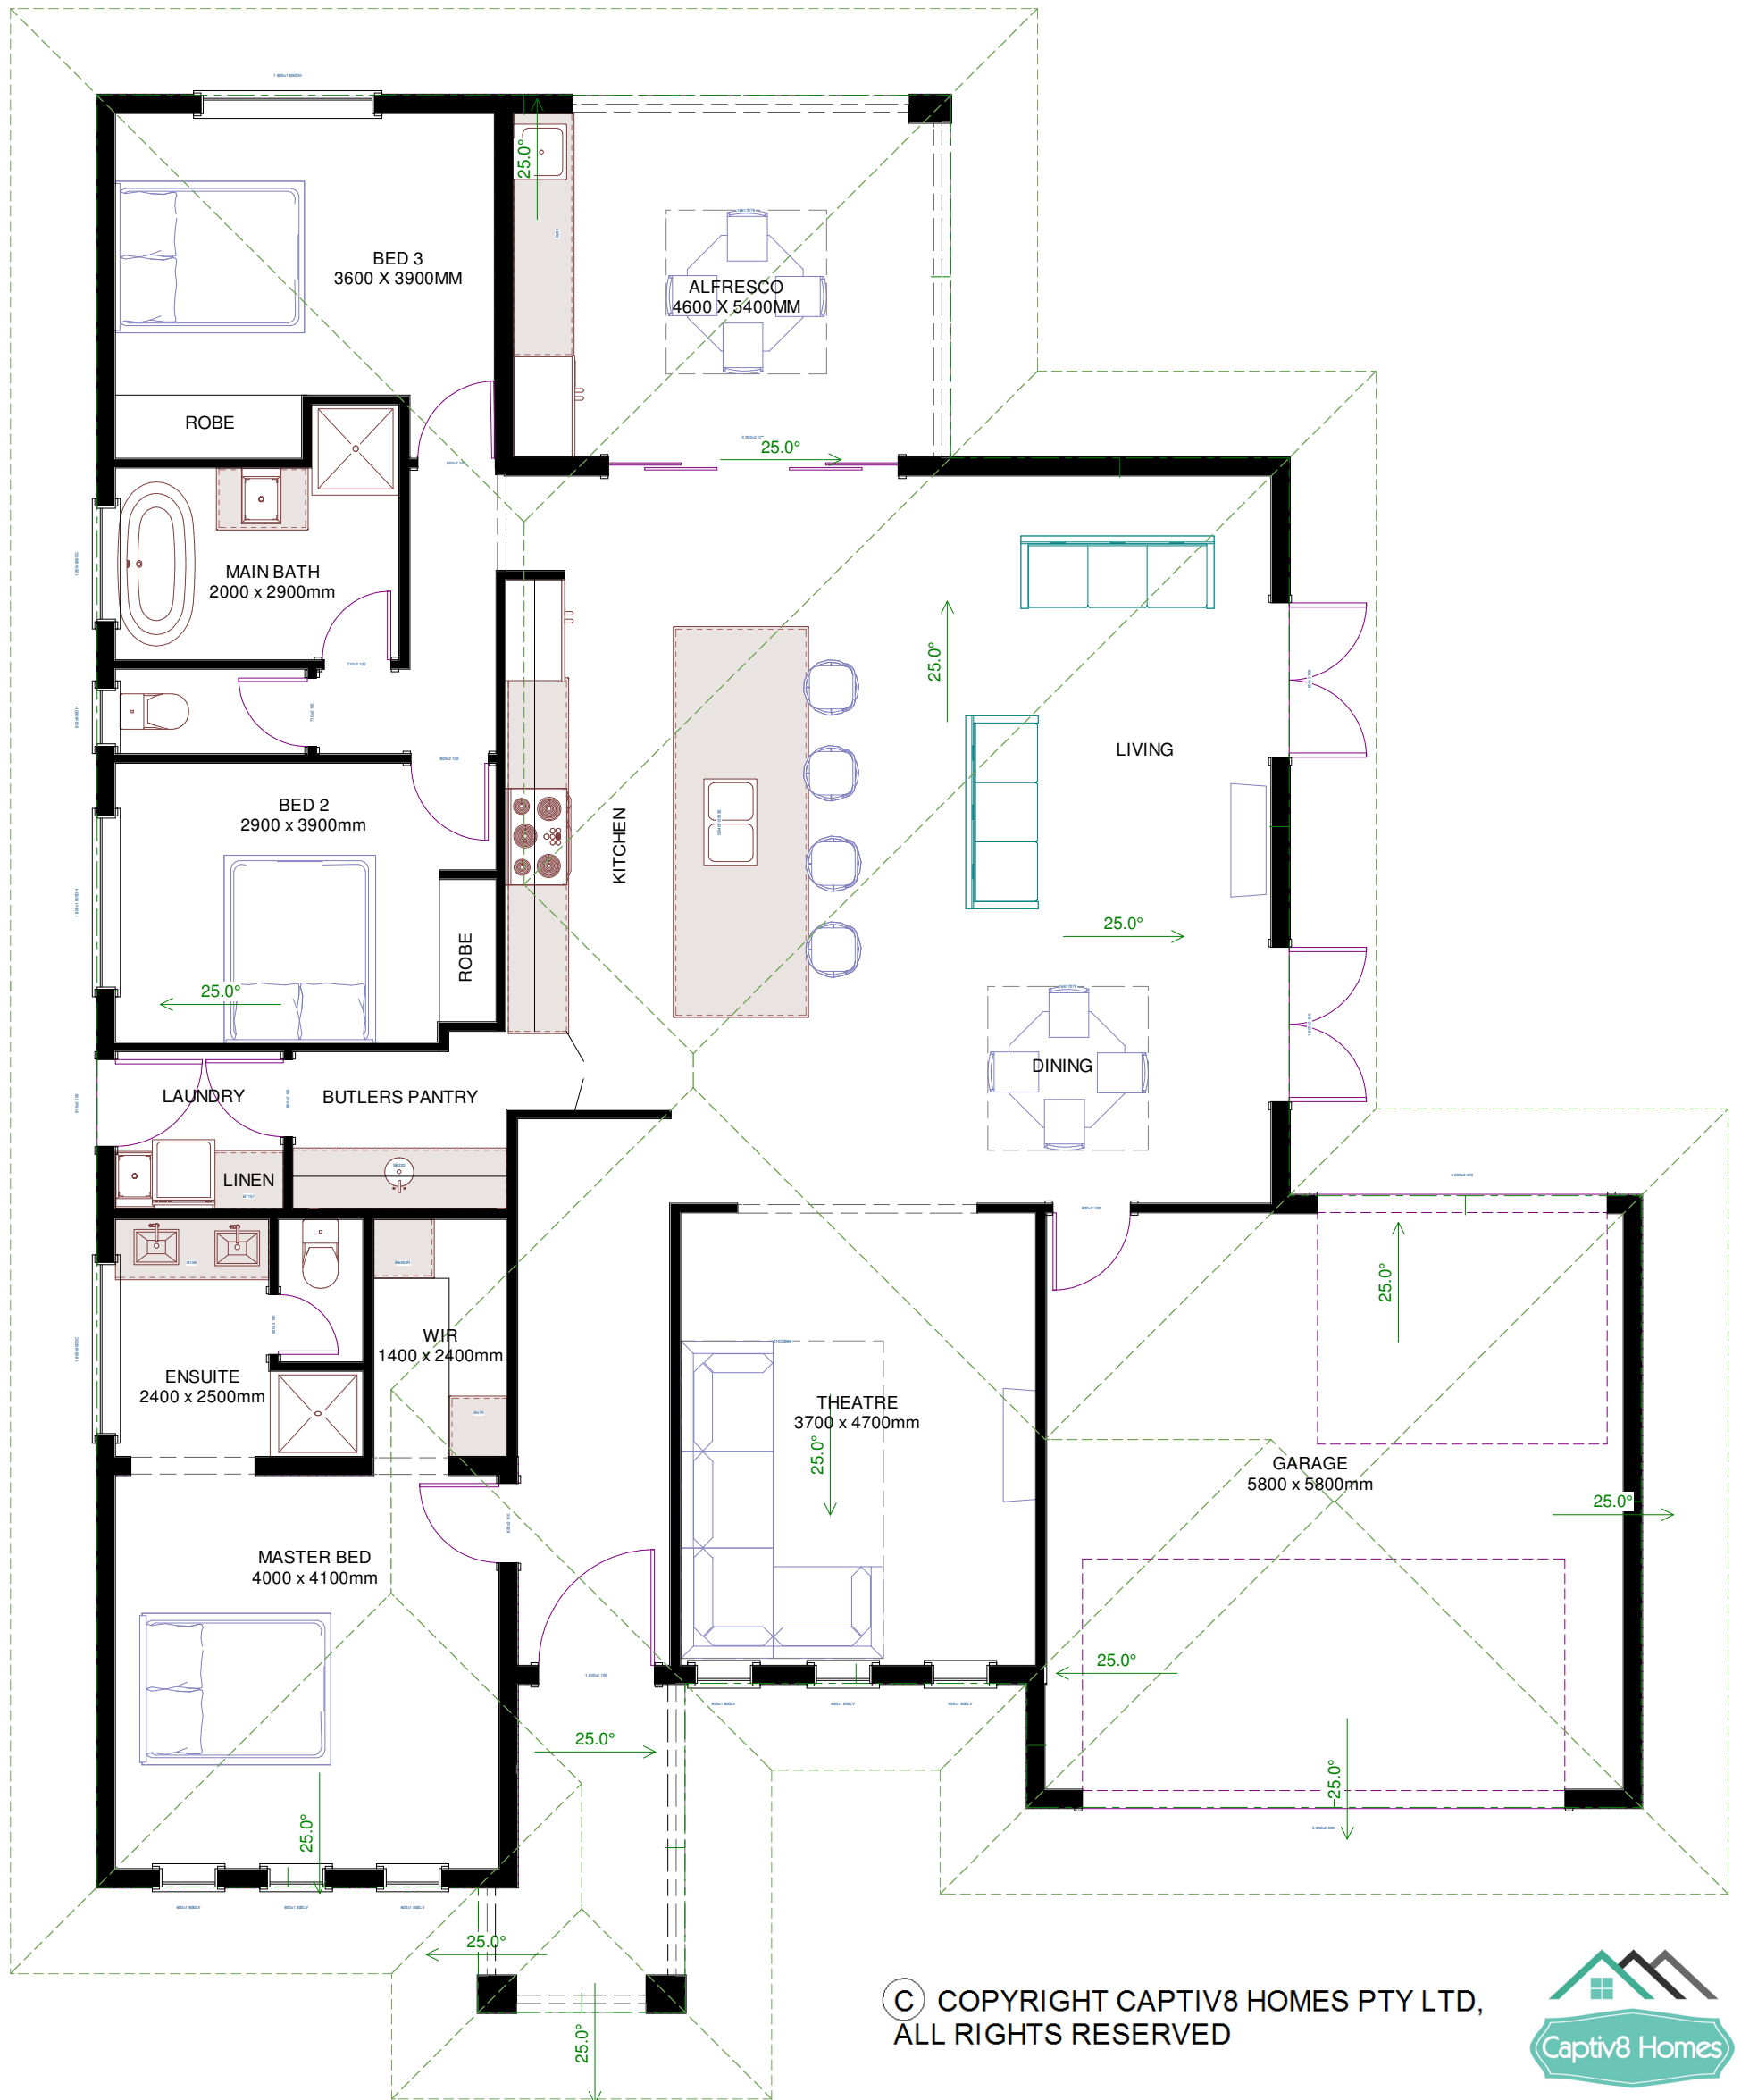 25.0°
BED 3
3600 X 3900MM
ALFRESCO
4600 X 5400MM
ROBE
25.0°
MAIN BATH
2000 x 2900mm
25.0°
LIVING
BED 2
2900 x 3900mm
KITCHEN
25.0°
ROBE
25.0°
DINING
LAUNDRY
BUTLERS PANTRY
LINEN
25.0°
WIR
1400 x 2400mm
ENSUITE
2400 x 2500mm
THEATRE
3700 x 4700mm
25.0°
GARAGE
5800 x 5800mm
25.0°
MASTER BED
4000 x 4100mm
25.0°
25.0°
25.0°
25.0°
25.0°
25.0°
C COPYRIGHT CAPTIV8 HOMES PTY LTD,
ALL RIGHTS RESERVED
Captiv8 Homes